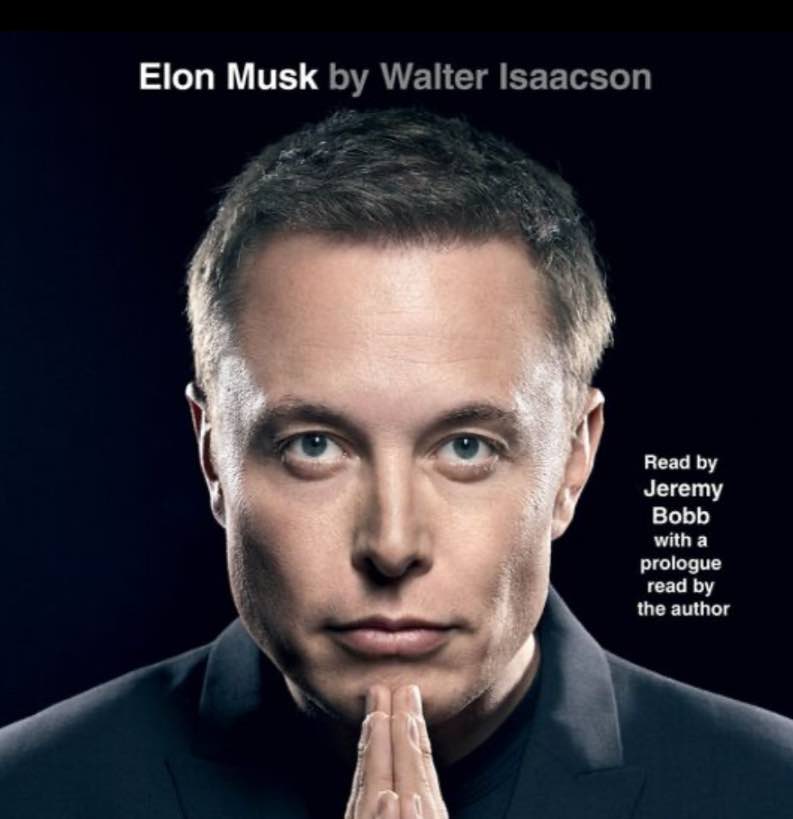 Elon Musk by Walter Isaacson
Read by
Jeremy
Bobb
with a
prologue
read by
the author